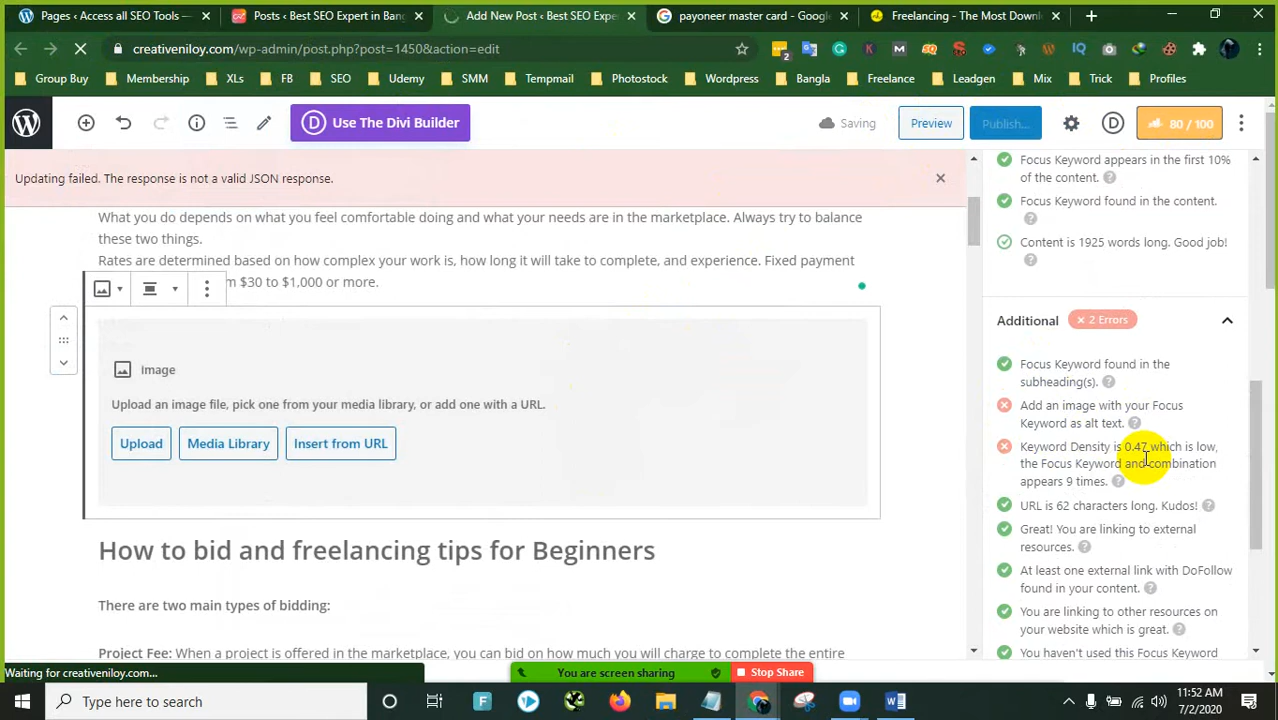 Pages ‹ Access all SEO Tools —
Posts ‹ Best SEO Expert in Bang
Add New Post ‹ Best SEO Expe
payoneer master card - Google
Freelancing - The Most Downl
creativeniloy.com/wp-admin/post.php?post=1450&action=edit
Group Buy
Membership
XLs
FB
SEO
Udemy
SMM
Tempmail
Photostock
Wordpress
Bangla
Freelance
Leadgen
Mix
Trick
Profiles
Use The Divi Builder
Saving
Preview
Publish...
80 / 100
Updating failed. The response is not a valid JSON response.
What you do depends on what you feel comfortable doing and what your needs are in the marketplace. Always try to balance
these two things.
Rates are determined based on how complex your work is, how long it will take to complete, and experience. Fixed payment
m $30 to $1,000 or more.
Image
Upload an image file, pick one from your media library, or add one with a URL.
Upload
Media Library
Insert from URL
How to bid and freelancing tips for Beginners
There are two main types of bidding:
Project Fee: When a project is offered in the marketplace, you can bid on how much you will charge to complete the entire
Focus Keyword appears in the first 10%
of the content.
Focus Keyword found in the content.
Content is 1925 words long. Good job!
Additional
2 Errors
Focus Keyword found in the
subheading(s).
Add an image with your Focus
Keyword as alt text.
Keyword Density is 0.47 which is low,
the Focus Keyword and combination
appears 9 times.
URL is 62 characters long. Kudos!
Great! You are linking to external
resources.
At least one external link with DoFollow
found in your content.
You are linking to other resources on
your website which is great.
You haven't used this Focus Keyword
Waiting for creativeniloy.com...
You are screen sharing
Stop Share
Type here to search
11:52 AM
7/2/2020